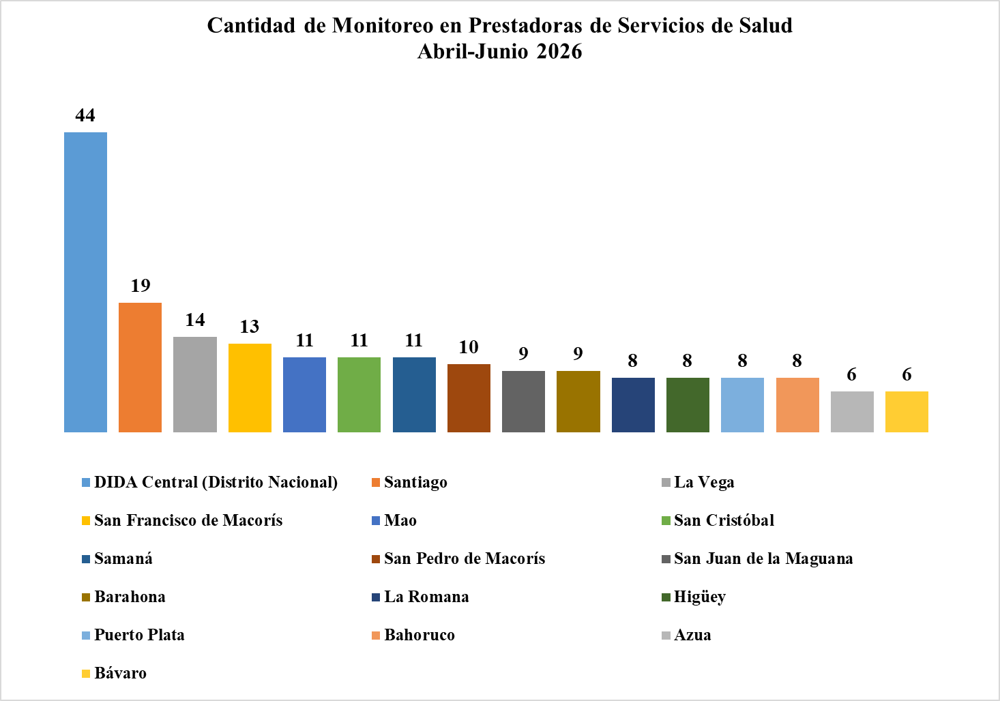 Cantidad de Monitoreo en Prestadoras de Servicios de Salud
Abril-Junio 2026
44
19
14
13
11
11
11
10
9
9
8
8
8
8
6
6
DIDA Central (Distrito Nacional)
Santiago
La Vega
San Francisco de Macorís
Mao
San Cristóbal
Samaná
San Pedro de Macorís
San Juan de la Maguana
Barahona
La Romana
Higüey
Puerto Plata
Bahoruco
Azua
Bávaro